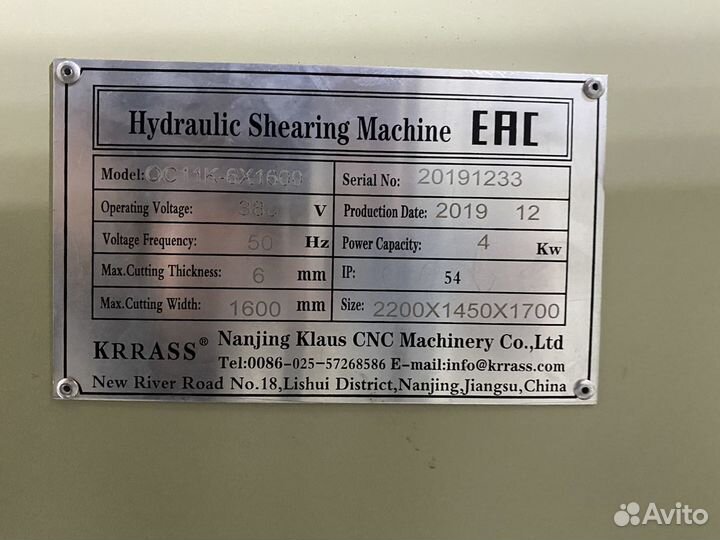 Hydraulic Shearing Machine EAC
Model: QC11K-6X1600 Serial No: 20191233
Operating Voltage: 380 V Production Date: 2019 12
Voltage Frequency: 50 Hz Power Capacity: 4 Kw
Max.Cutting Thickness: 6 mm IP: 54
Max.Cutting Width: 1600 mm Size: 2200X1450X1700
KRRASS® Nanjing Klaus CNC Machinery Co.,Ltd
Tel:0086-025-57268586 E-mail:info@krrass.com
New River Road No.18,Lishui District,Nanjing,Jiangsu,China
Avito